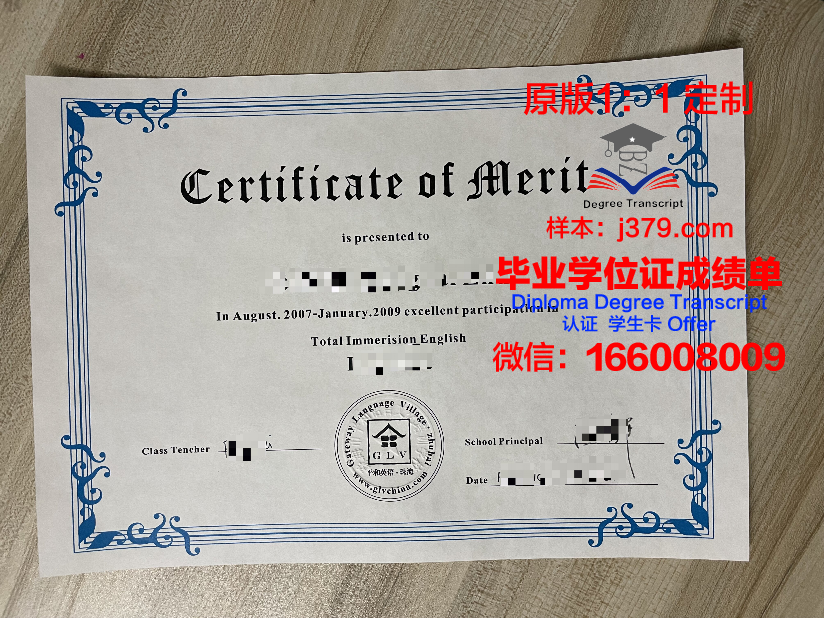 原版1：1 定制
Certificate of Merit
ZBZ
Degree Transcript
样本：j379.com
is presented to
毕业学位证成绩单
Diploma Degree Transcript
In August, 2007-January,2009 excellent participation in
认证 学生卡 Offer
Total Immerision English
微信：166008009
Gateway Language Village, zhuhai
GLV
www.glvchina.com
Class Tencher
School Principal
Date